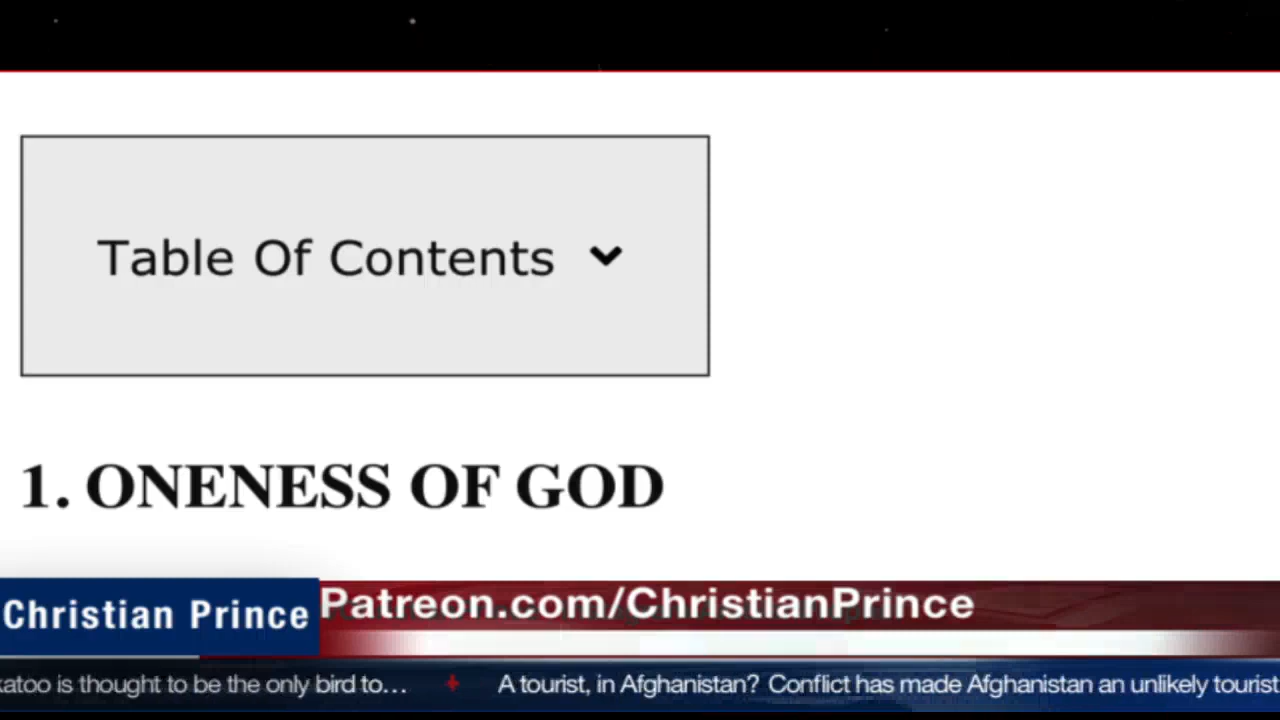 Table Of Contents
1. ONENESS OF GOD
Christian Prince
Patreon.com/ChristianPrince
katoo is thought to be the only bird to...
A tourist, in Afghanistan? Conflict has made Afghanistan an unlikely tourist